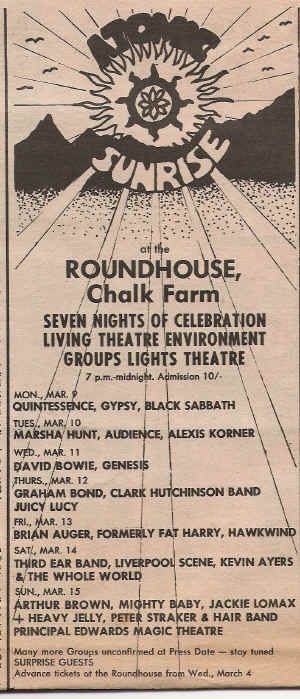 ATOMIC
SUNRISE
at the
ROUNDHOUSE,
Chalk Farm
SEVEN NIGHTS OF CELEBRATION
LIVING THEATRE ENVIRONMENT
GROUPS LIGHTS THEATRE
7 p.m.-midnight. Admission 10/-
MON., MAR. 9
QUINTESSENCE, GYPSY, BLACK SABBATH
TUES., MAR. 10
MARSHA HUNT, AUDIENCE, ALEXIS KORNER
WED., MAR. 11
DAVID BOWIE, GENESIS
THURS., MAR. 12
GRAHAM BOND, CLARK HUTCHINSON BAND
JUICY LUCY
FRI., MAR. 13
BRIAN AUGER, FORMERLY FAT HARRY, HAWKWIND
SAT., MAR. 14
THIRD EAR BAND, LIVERPOOL SCENE, KEVIN AYERS
& THE WHOLE WORLD
SUN., MAR. 15
ARTHUR BROWN, MIGHTY BABY, JACKIE LOMAX
+ HEAVY JELLY, PETER STRAKER & HAIR BAND
PRINCIPAL EDWARDS MAGIC THEATRE
Many more Groups unconfirmed at Press Date — stay tuned
SURPRISE GUESTS
Advance tickets at the Roundhouse from Wed., March 4